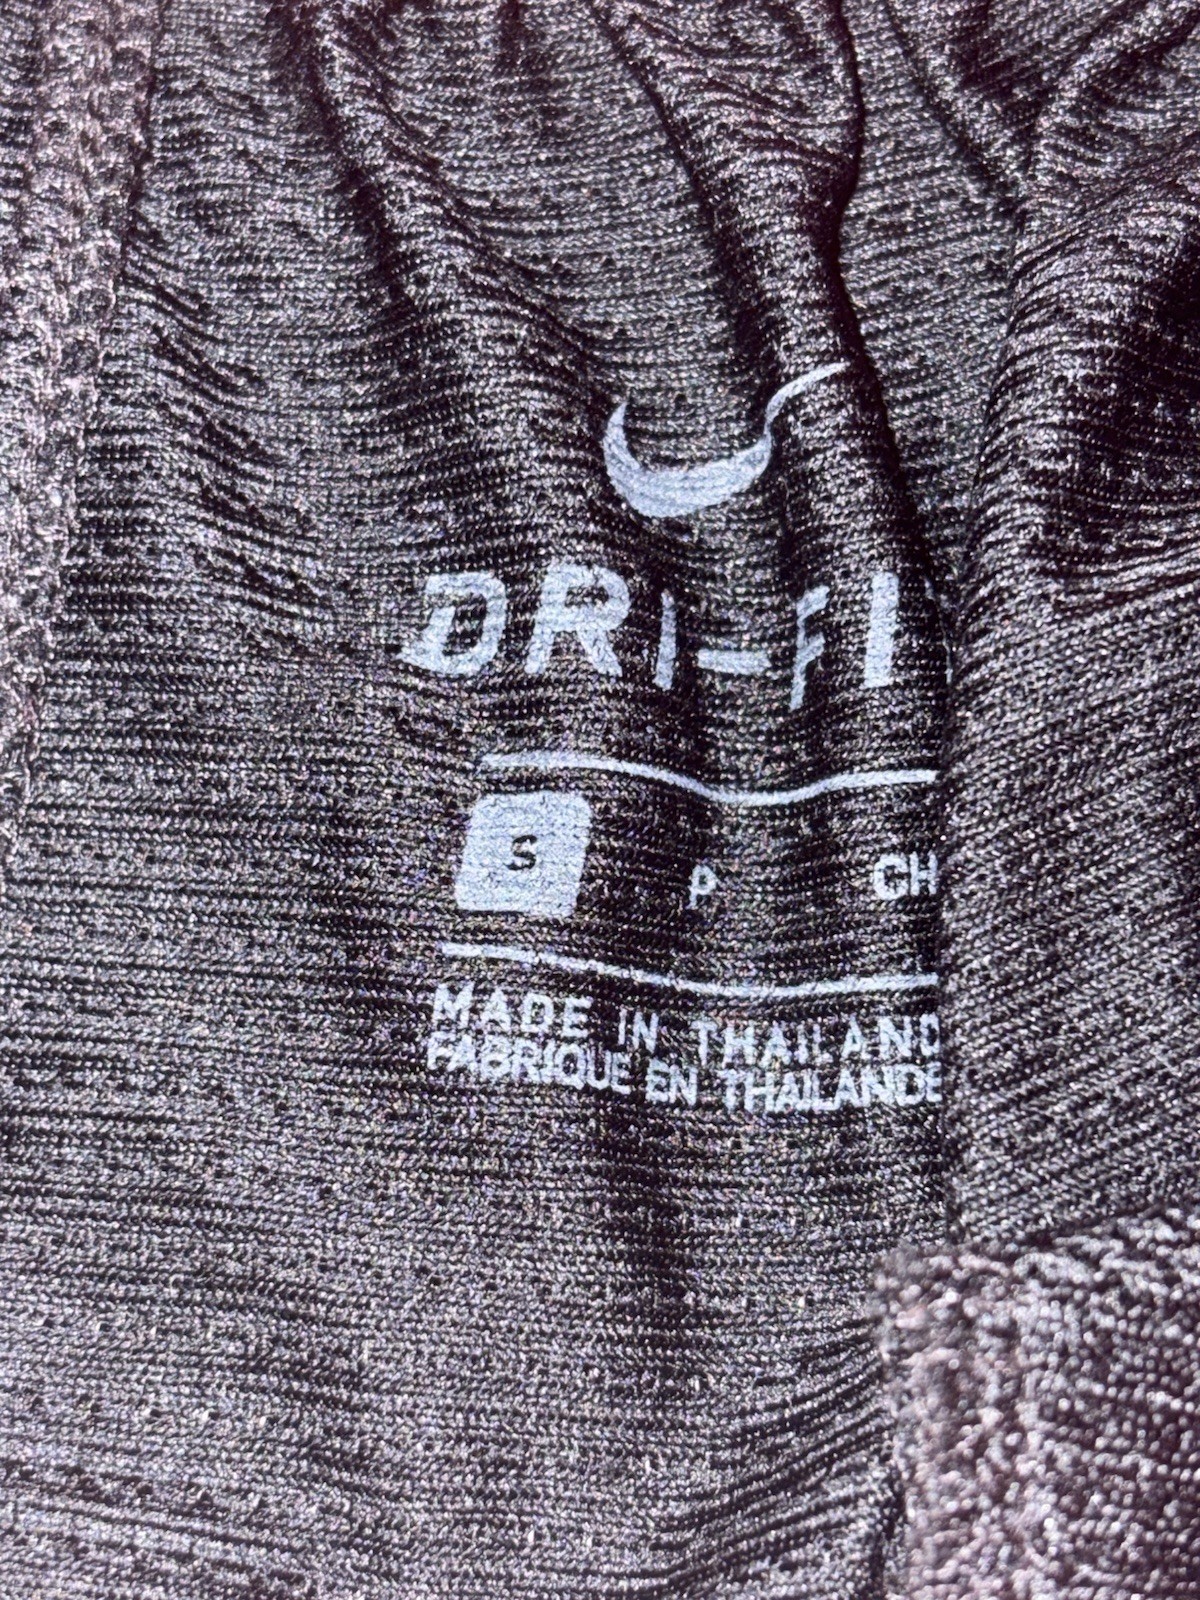 DRI-FI
S P CH
MADE IN THAILAND
FABRIQUE EN THAILANDE